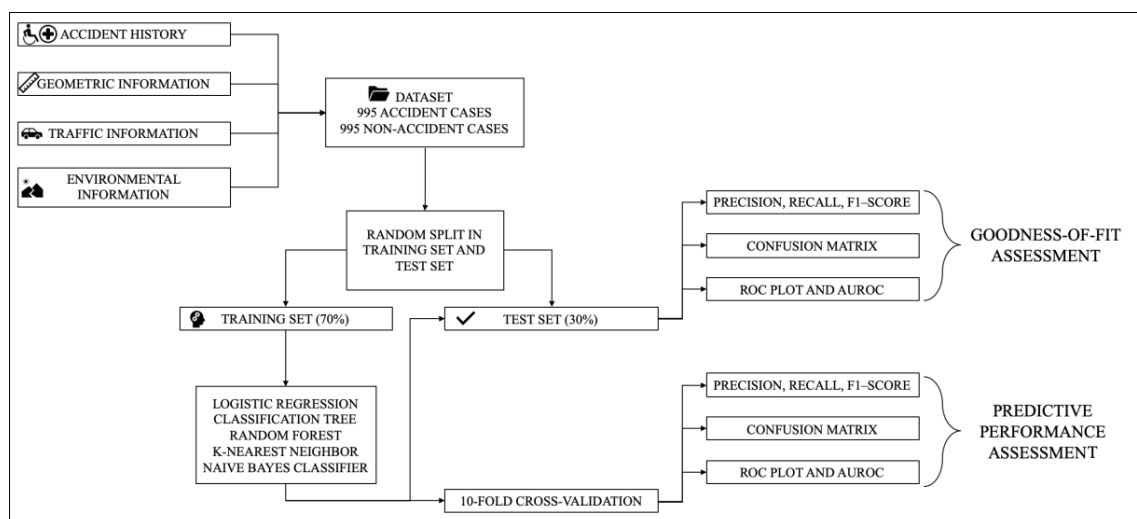 ACCIDENT HISTORY
GEOMETRIC INFORMATION
TRAFFIC INFORMATION
ENVIRONMENTAL
INFORMATION
DATASET
995 ACCIDENT CASES
995 NON-ACCIDENT CASES
RANDOM SPLIT IN
TRAINING SET AND
TEST SET
TRAINING SET (70%)
TEST SET (30%)
LOGISTIC REGRESSION
CLASSIFICATION TREE
RANDOM FOREST
K-NEAREST NEIGHBOR
NAIVE BAYES CLASSIFIER
10-FOLD CROSS-VALIDATION
PRECISION, RECALL, F1–SCORE
CONFUSION MATRIX
ROC PLOT AND AUROC
GOODNESS-OF-FIT
ASSESSMENT
PRECISION, RECALL, F1–SCORE
CONFUSION MATRIX
ROC PLOT AND AUROC
PREDICTIVE
PERFORMANCE
ASSESSMENT